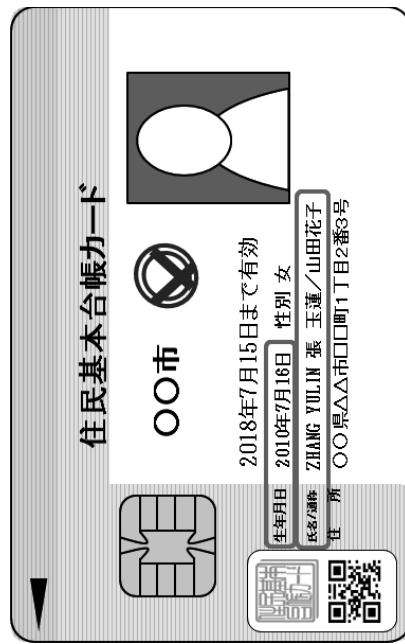 住民基本台帳カード
〇〇市
2018年7月15日まで有効
生年月日 2010年7月16日 性別 女
氏名/通称 ZHANG YULIN 張 玉蓮／山田花子
住 所 〇〇県△△市口口町1丁目2番3号